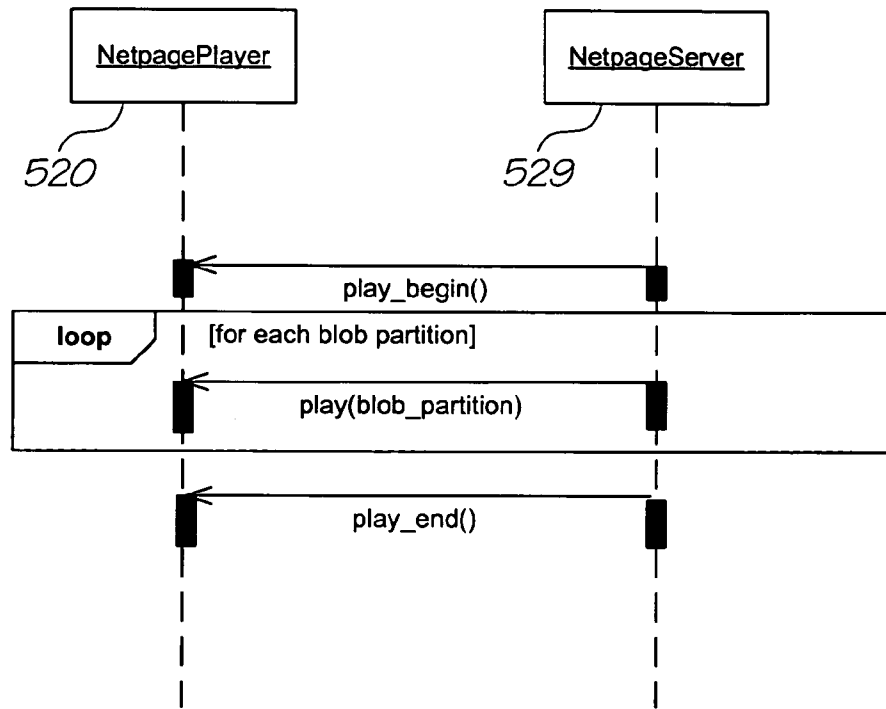 NetpagePlayer
NetpageServer
520
529
play_begin()
loop
[for each blob partition]
play(blob_partition)
play_end()